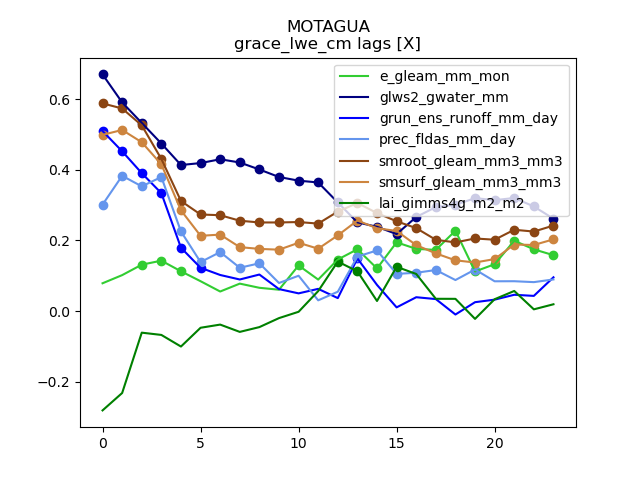 MOTAGUA
grace_lwe_cm lags [X]
e_gleam_mm_mon
glws2_gwater_mm
grun_ens_runoff_mm_day
prec_fldas_mm_day
smroot_gleam_mm3_mm3
smsurf_gleam_mm3_mm3
lai_gimms4g_m2_m2
0.6
0.4
0.2
0.0
−0.2
0 5 10 15 20